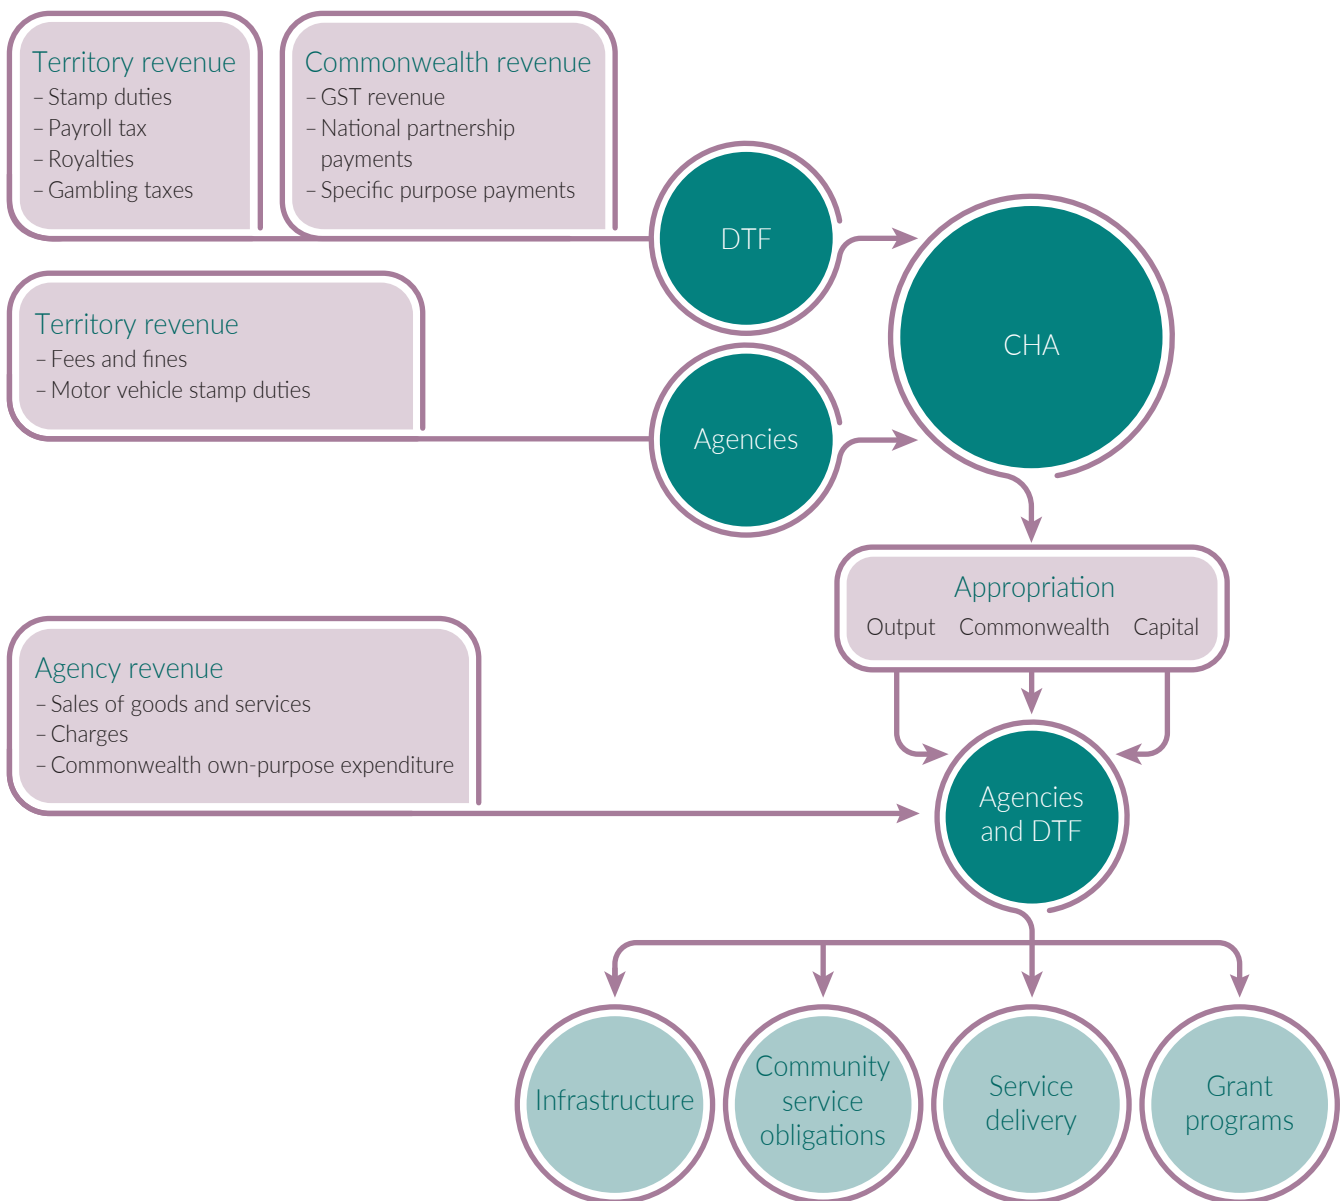 Territory revenue
– Stamp duties
– Payroll tax
– Royalties
– Gambling taxes
Commonwealth revenue
– GST revenue
– National partnership
payments
– Specific purpose payments
DTF
CHA
Territory revenue
– Fees and fines
– Motor vehicle stamp duties
Agencies
Appropriation
Output Commonwealth Capital
Agency revenue
– Sales of goods and services
– Charges
– Commonwealth own-purpose expenditure
Agencies
and DTF
Infrastructure
Community
service
obligations
Service
delivery
Grant
programs